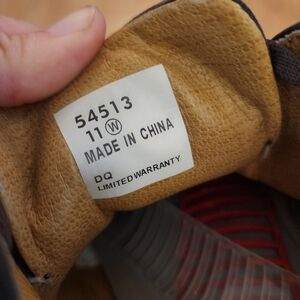 54513
11 W
MADE IN CHINA
DQ
LIMITED WARRANTY